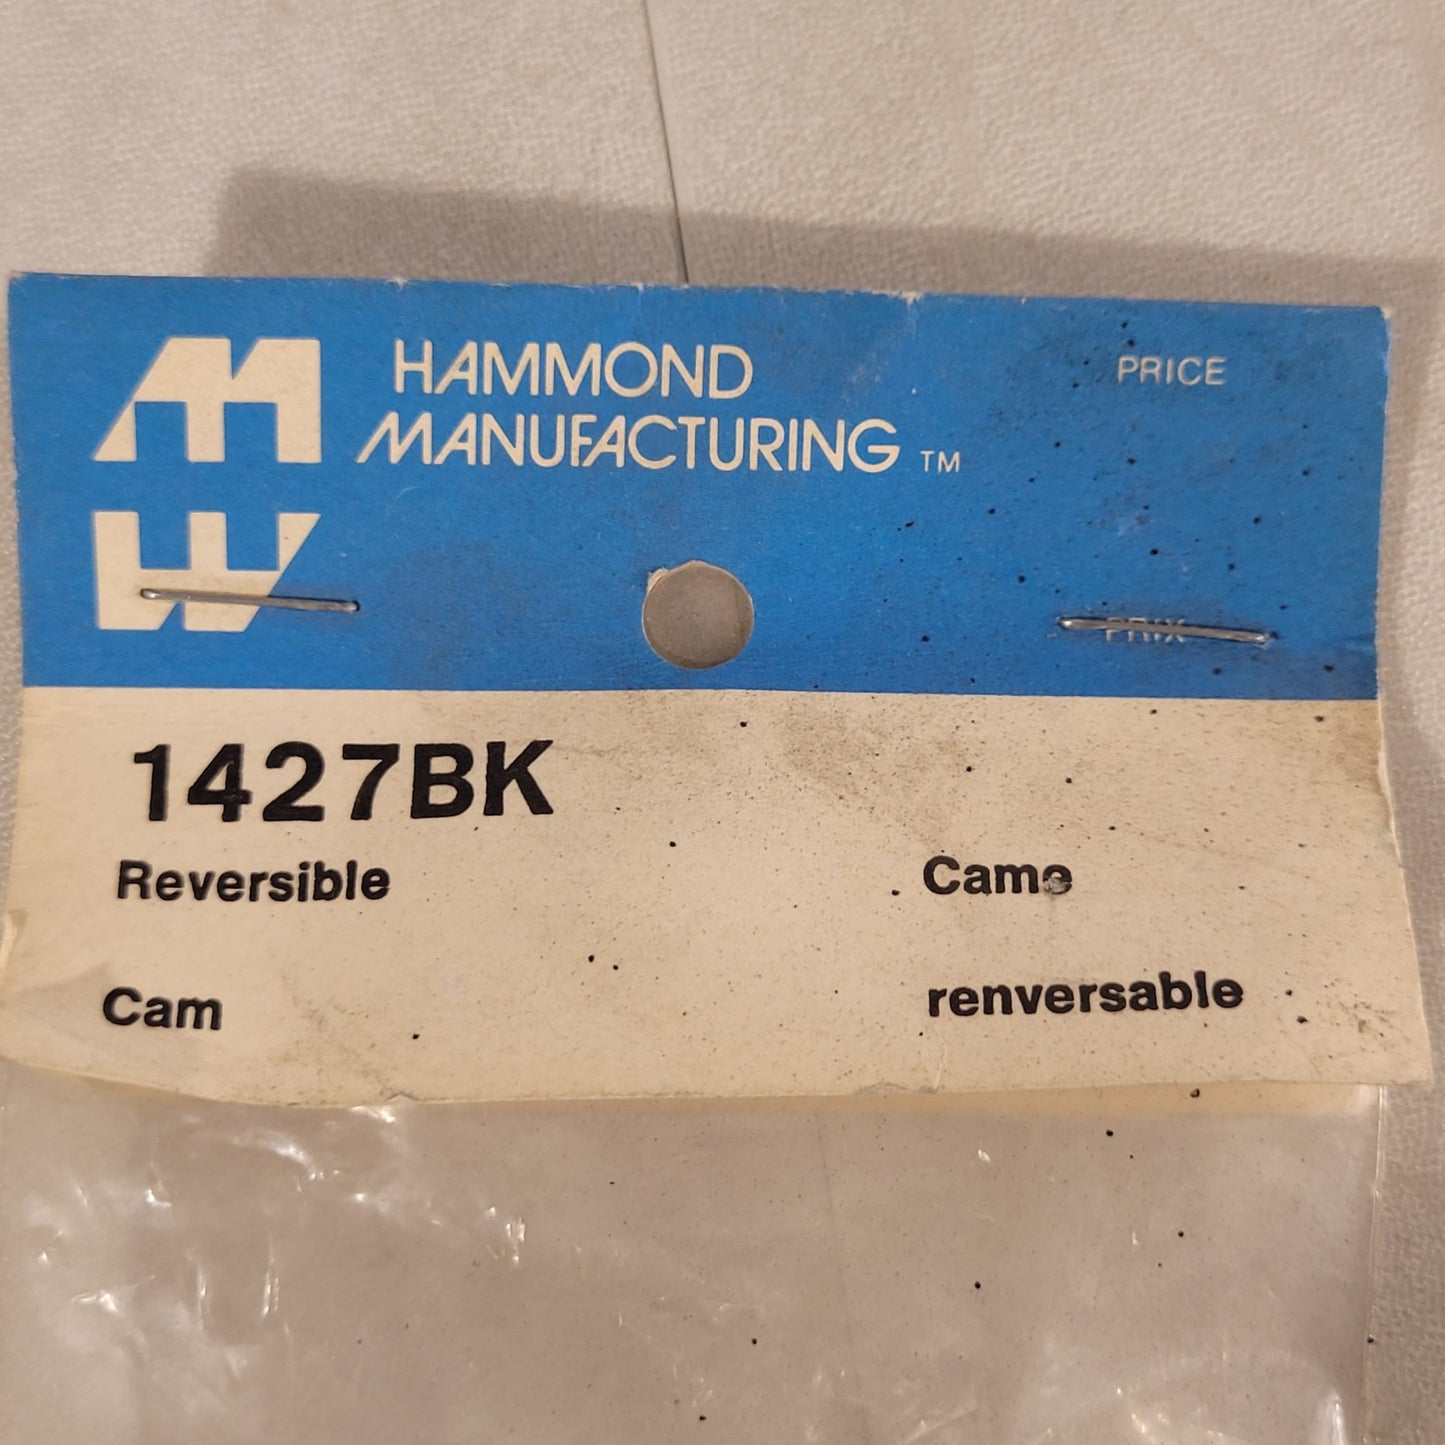 HAMMOND
MANUFACTURING TM
PRICE
PRIX
1427BK
Reversible
Cam
Came
renversable